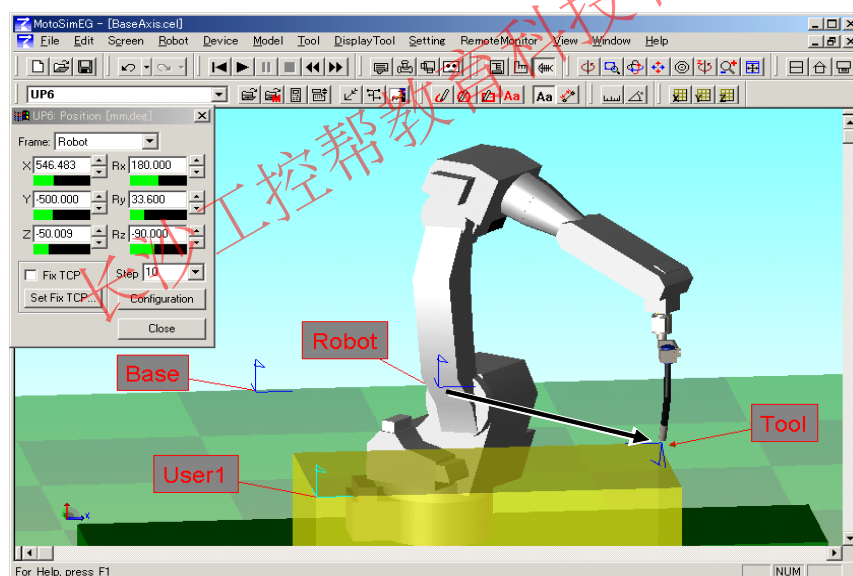 MotoSimEG - [BaseAxis.cel]
File Edit Screen Robot Device Model Tool DisplayTool Setting RemoteMonitor View Window Help
UP6
Aa Aa
UP6: Position [mm,dee]
Frame: Robot
X 546.483 Rx 180.000
Y -500.000 Ry 33.600
Z -50.009 Rz -90.000
Fix TCP Step 10
Set Fix TCP... Configuration
Close
Robot
Base
Tool
User1
x
长沙工控帮教育科技
For Help, press F1
NUM